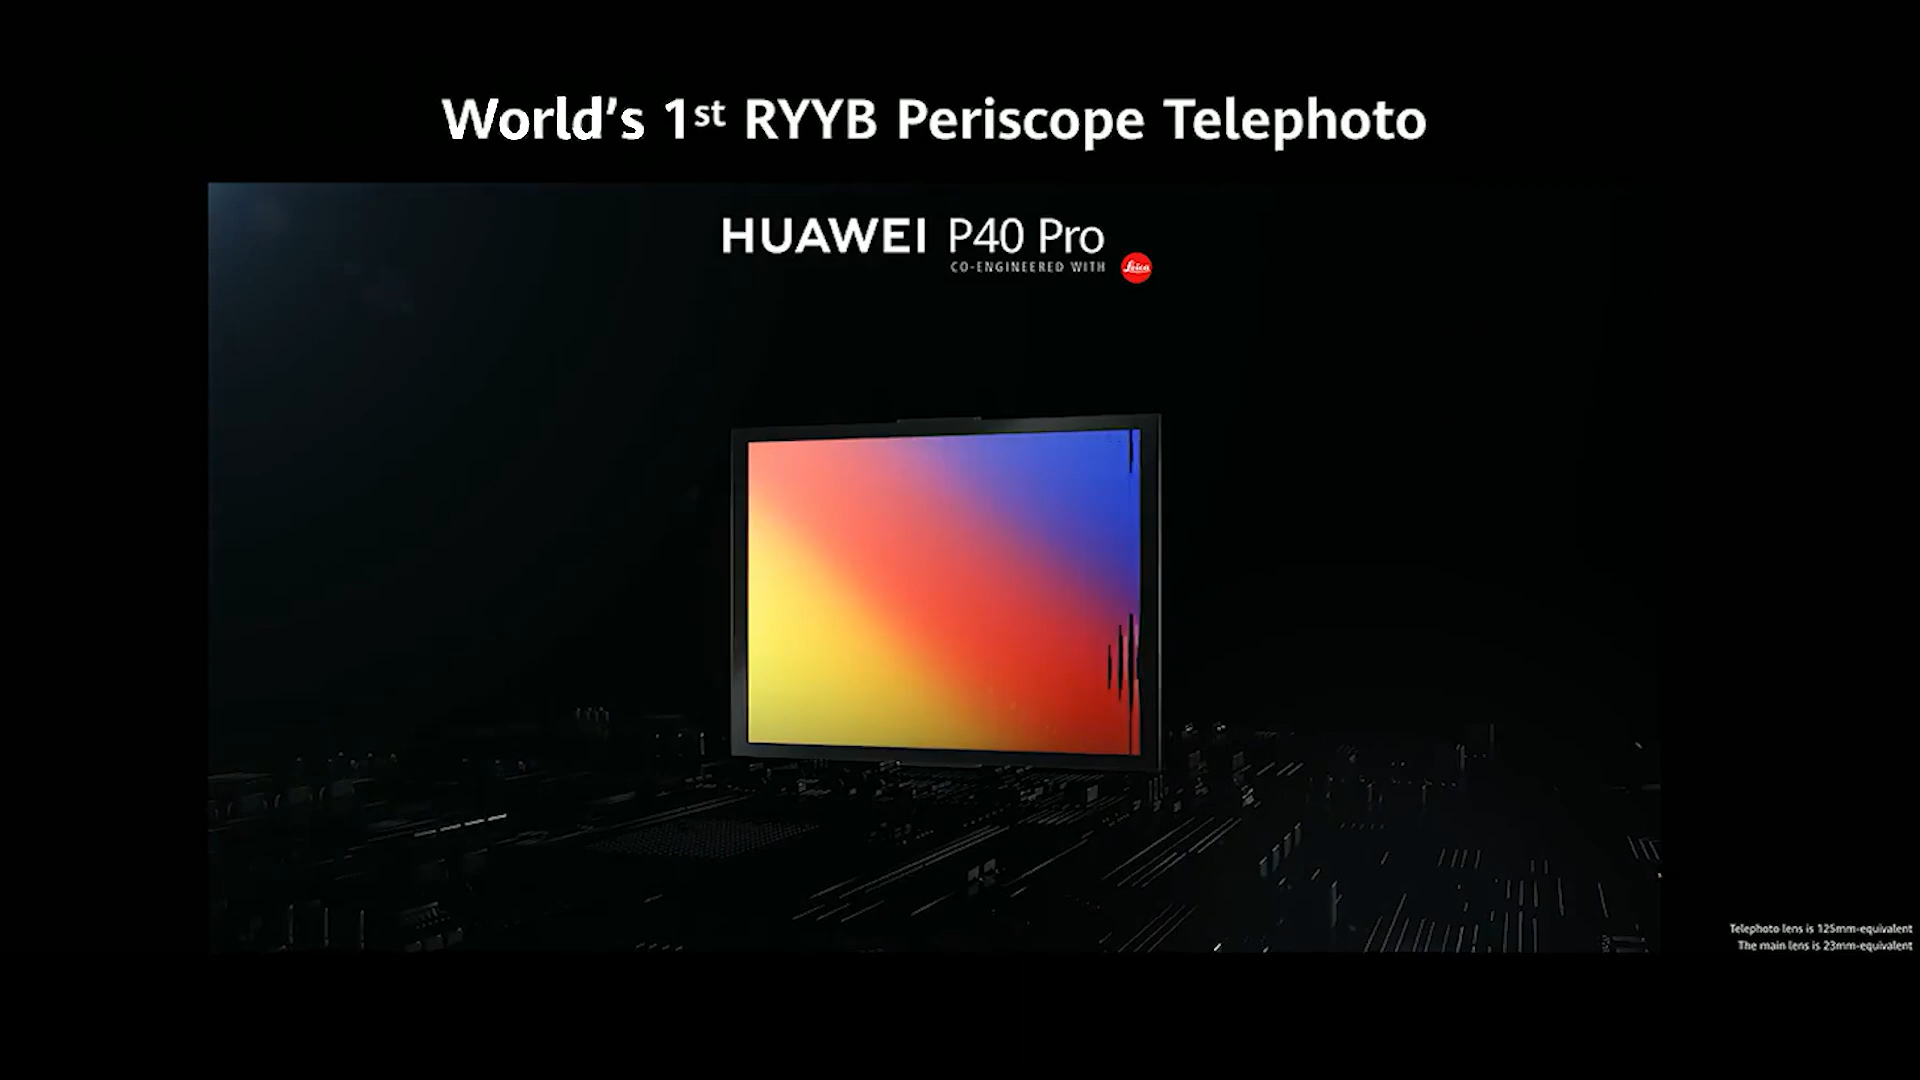 World's 1st RYYB Periscope Telephoto
HUAWEI P40 Pro
CO-ENGINEERED WITH Leica
Telephoto lens is 125mm-equivalent
The main lens is 23mm-equivalent